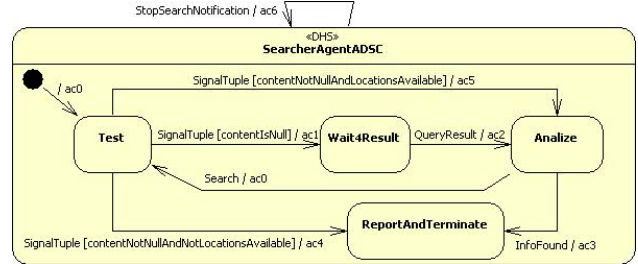 StopSearchNotification / ac6
«DHS»
SearcherAgentADSC
/ ac0
SignalTuple [contentNotNullAndLocationsAvailable] / ac5
Test
SignalTuple [contentIsNull] / ac1
Wait4Result
QueryResult / ac2
Analize
Search / ac0
ReportAndTerminate
SignalTuple [contentNotNullAndNotLocationsAvailable] / ac4
InfoFound / ac3